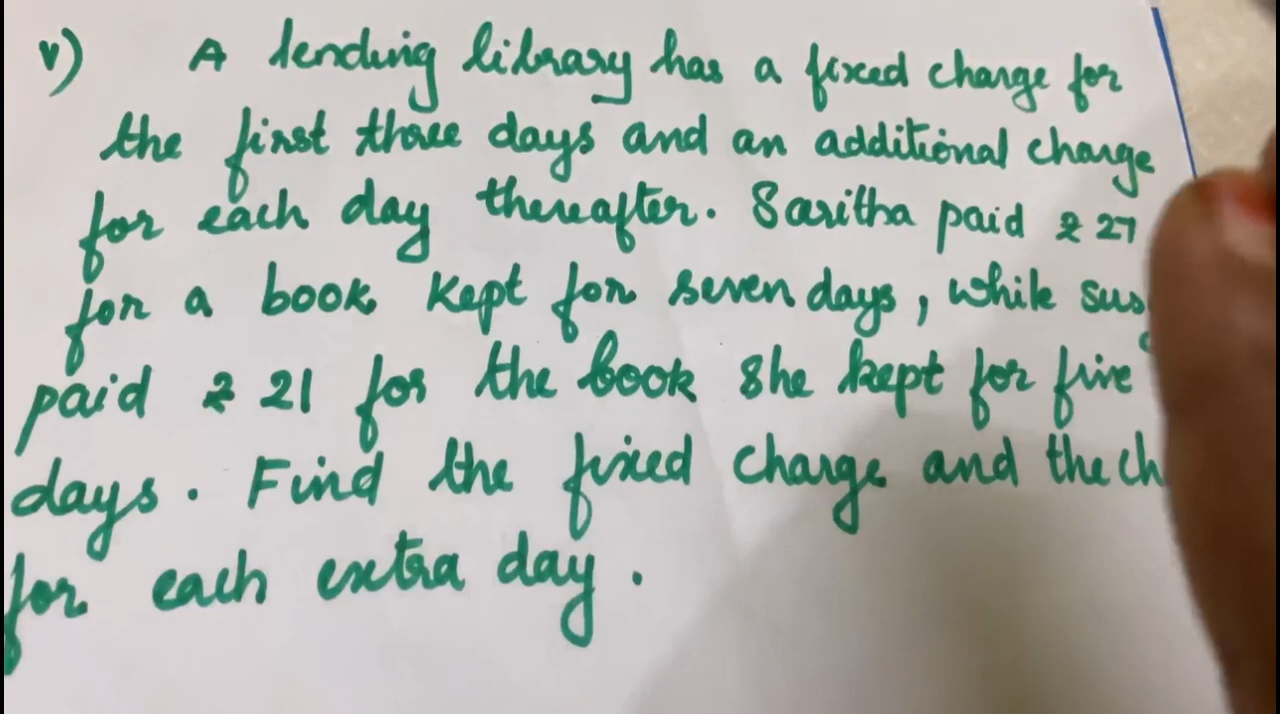 v) A lending library has a fixed charge for
the first three days and an additional charge
for each day thereafter. Saritha paid ₹ 27
for a book kept for seven days, while sus
paid ₹ 21 for the book she kept for five
days. Find the fixed charge and the ch
for each extra day.